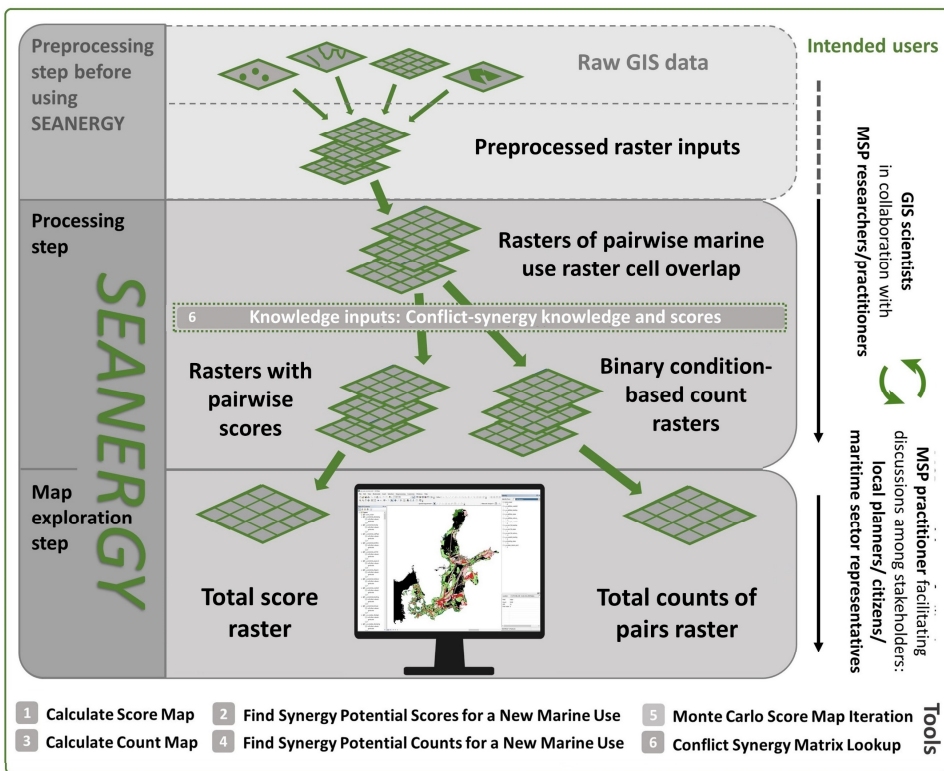 Preprocessing
step before
using
SEANERGY
Raw GIS data
Preprocessed raster inputs
Intended users
Processing
step
SEANERGY
Rasters of pairwise marine
use raster cell overlap
6 Knowledge inputs: Conflict-synergy knowledge and scores
Rasters with
pairwise
scores
Binary condition-
based count
rasters
GIS scientists
in collaboration with
MSP researchers/practitioners
Map
exploration
step
Total score
raster
Total counts of
pairs raster
MSP practitioner facilitating
discussions among stakeholders:
local planners/ citizens/
maritime sector representatives
1 Calculate Score Map
2 Find Synergy Potential Scores for a New Marine Use
5 Monte Carlo Score Map Iteration
3 Calculate Count Map
4 Find Synergy Potential Counts for a New Marine Use
6 Conflict Synergy Matrix Lookup
Tools